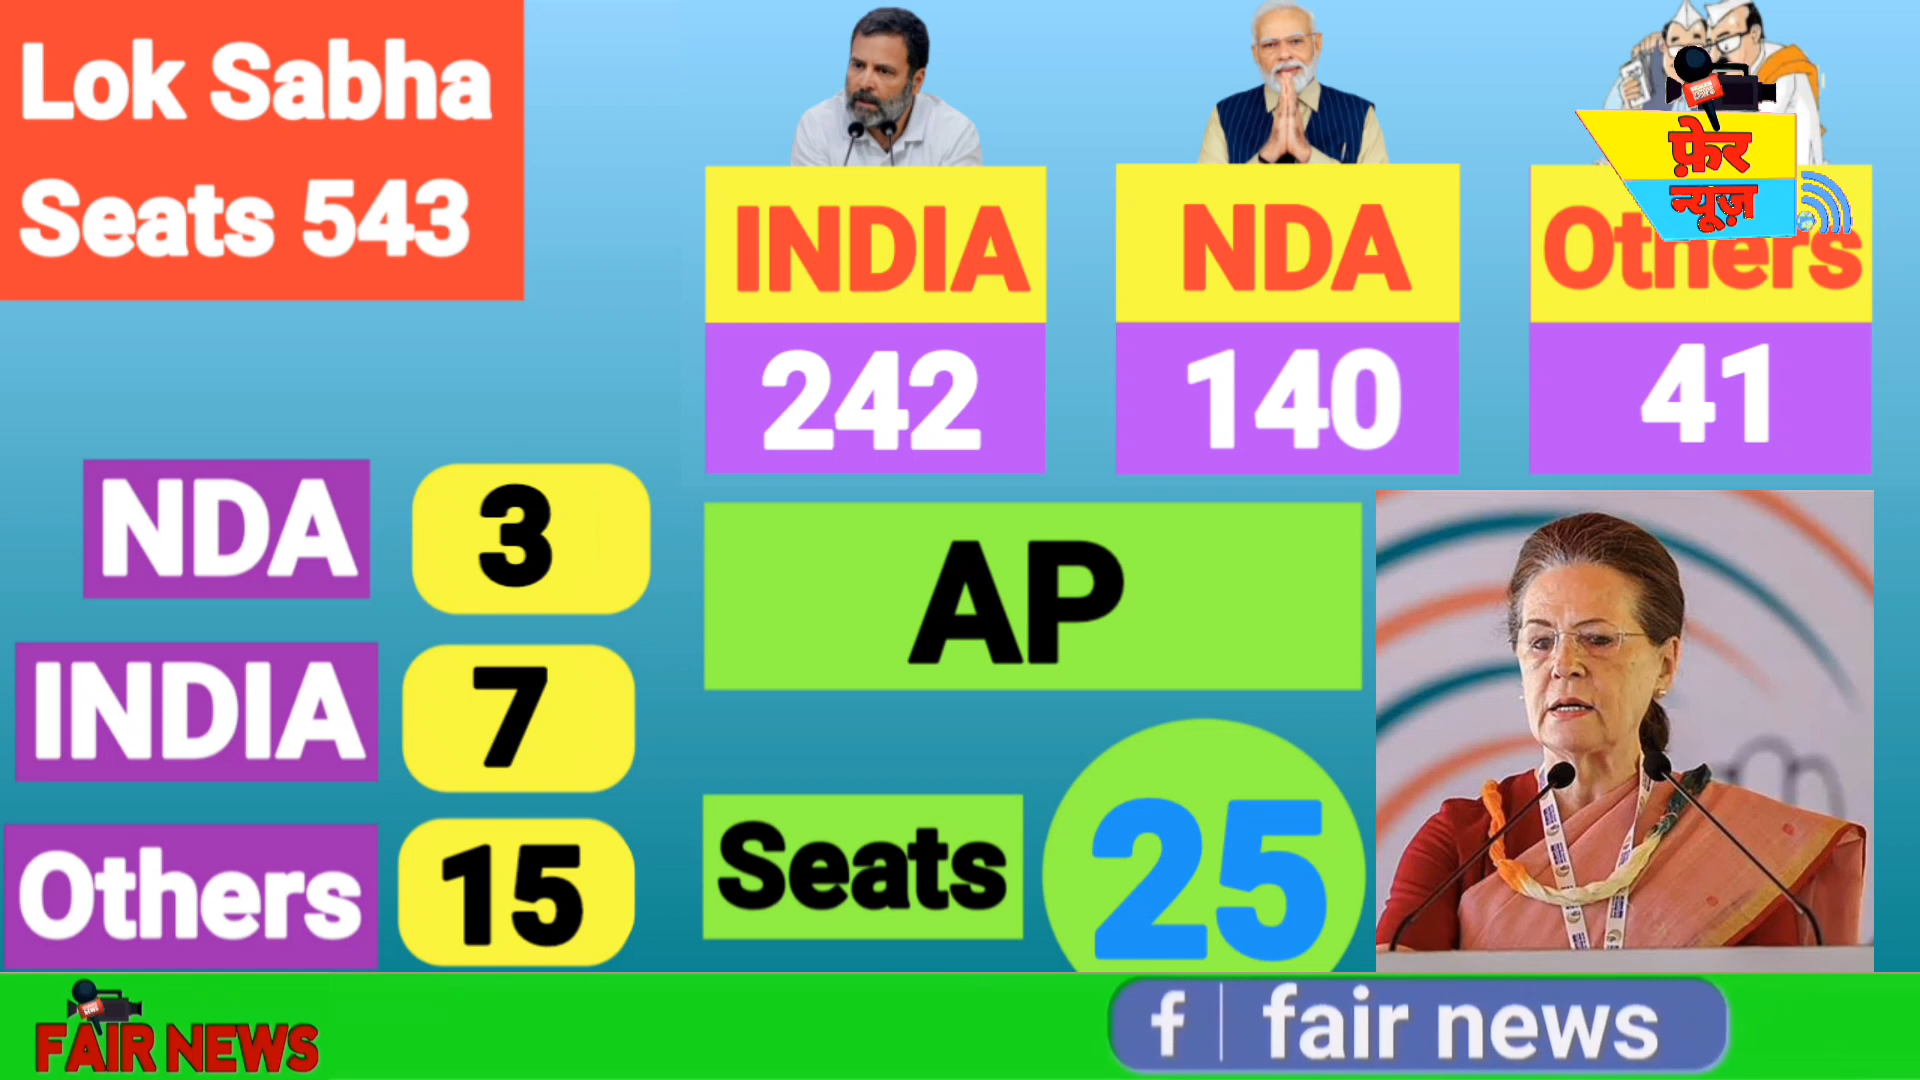 Lok Sabha
Seats 543
INDIA
242
NDA
140
Others
41
फ़ेर
न्यूज़
NDA 3
INDIA 7
Others 15
AP
Seats 25
FAIR NEWS
f fair news